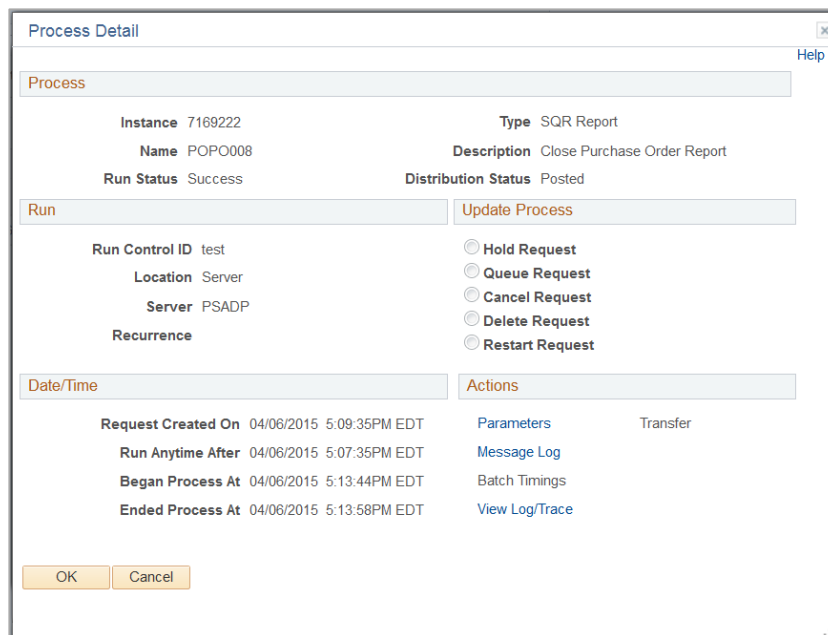 Process Detail
Help
Process
Instance 7169222 Type SQR Report
Name POPO008 Description Close Purchase Order Report
Run Status Success Distribution Status Posted
Run
Update Process
Run Control ID test
Location Server
Server PSADP
Recurrence
Hold Request
Queue Request
Cancel Request
Delete Request
Restart Request
Date/Time
Actions
Request Created On 04/06/2015 5:09:35PM EDT
Run Anytime After 04/06/2015 5:07:35PM EDT
Began Process At 04/06/2015 5:13:44PM EDT
Ended Process At 04/06/2015 5:13:58PM EDT
Parameters Transfer
Message Log
Batch Timings
View Log/Trace
OK Cancel